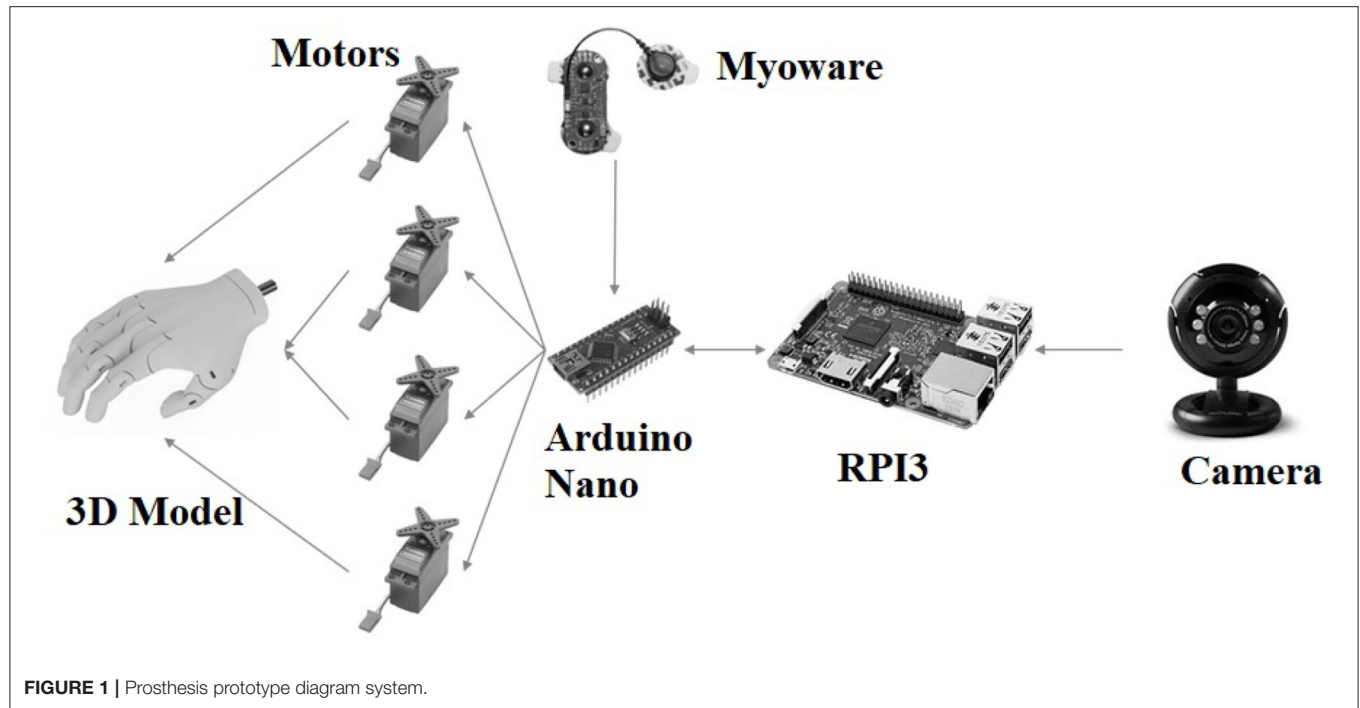 Motors
Myoware
Arduino
Nano
RPI3
Camera
3D Model
FIGURE 1 | Prosthesis prototype diagram system.